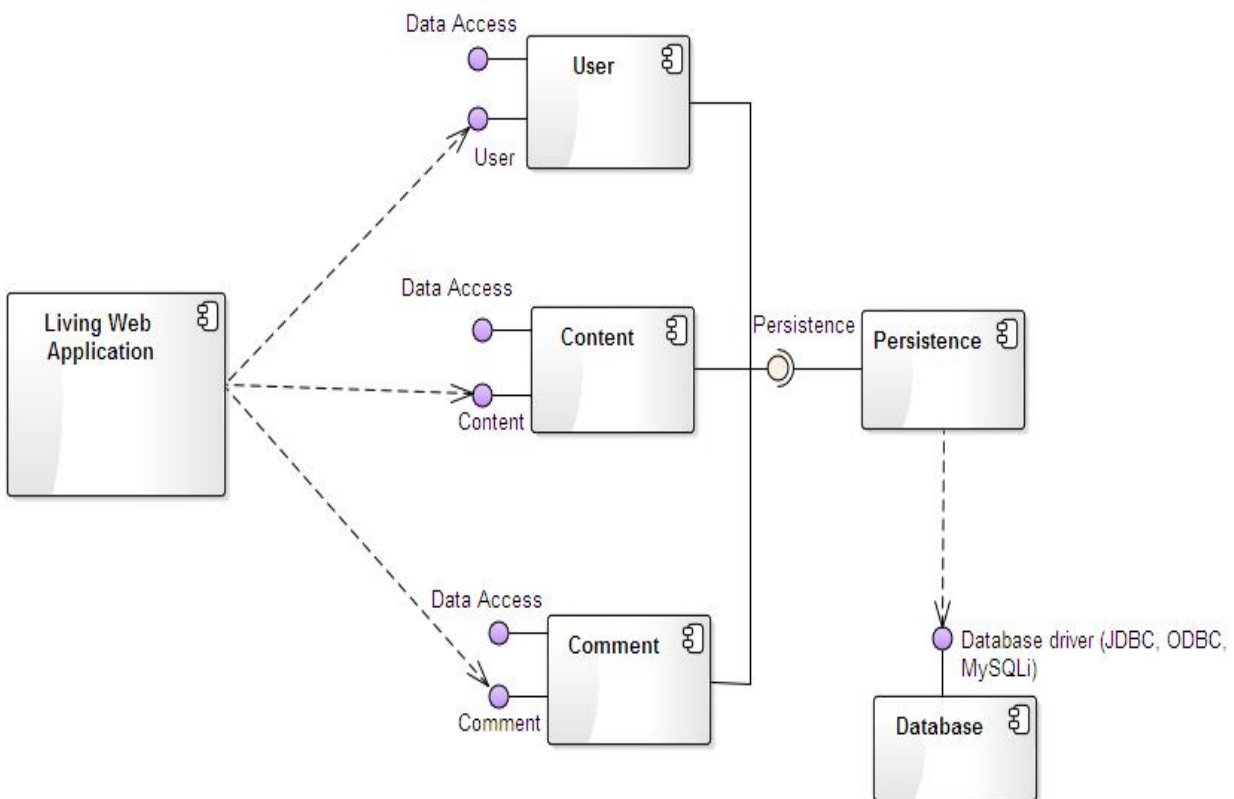 Data Access
User
User
Data Access
Living Web
Application
Content
Content
Persistence
Persistence
Data Access
Comment
Comment
Database driver (JDBC, ODBC,
MySQLi)
Database